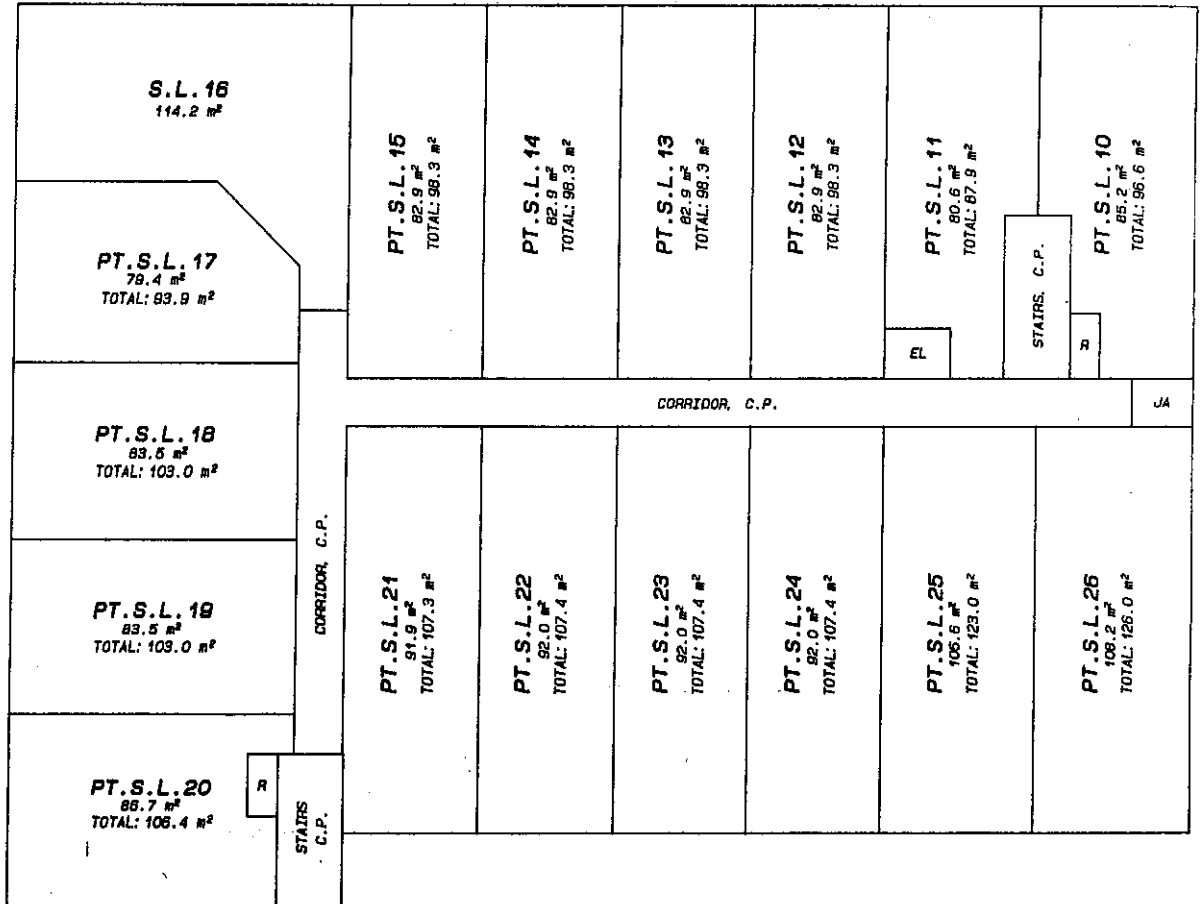 S.L.16
114.2 m²
PT.S.L.17
79.4 m²
TOTAL: 93.9 m²
PT.S.L.18
83.5 m²
TOTAL: 103.0 m²
PT.S.L.19
83.5 m²
TOTAL: 103.0 m²
PT.S.L.20
86.7 m²
TOTAL: 106.4 m²
R
STAIRS
C.P.
CORRIDOR, C.P.
PT.S.L.15
82.9 m²
TOTAL: 98.3 m²
PT.S.L.14
82.9 m²
TOTAL: 98.3 m²
PT.S.L.13
82.9 m²
TOTAL: 98.3 m²
PT.S.L.12
82.9 m²
TOTAL: 98.3 m²
PT.S.L.11
80.6 m²
TOTAL: 87.9 m²
PT.S.L.10
85.2 m²
TOTAL: 96.6 m²
EL
STAIRS, C.P.
R
CORRIDOR, C.P.
JA
PT.S.L.21
91.9 m²
TOTAL: 107.3 m²
PT.S.L.22
92.0 m²
TOTAL: 107.4 m²
PT.S.L.23
92.0 m²
TOTAL: 107.4 m²
PT.S.L.24
92.0 m²
TOTAL: 107.4 m²
PT.S.L.25
105.6 m²
TOTAL: 123.0 m²
PT.S.L.26
108.2 m²
TOTAL: 126.0 m²